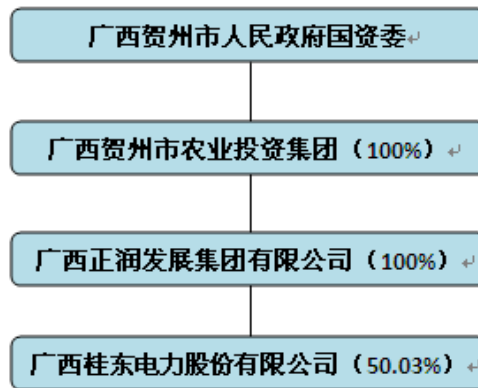 广西贺州市人民政府国资委↵
广西贺州市农业投资集团（100%）↵
广西正润发展集团有限公司（100%）↵
广西桂东电力股份有限公司（50.03%）↵